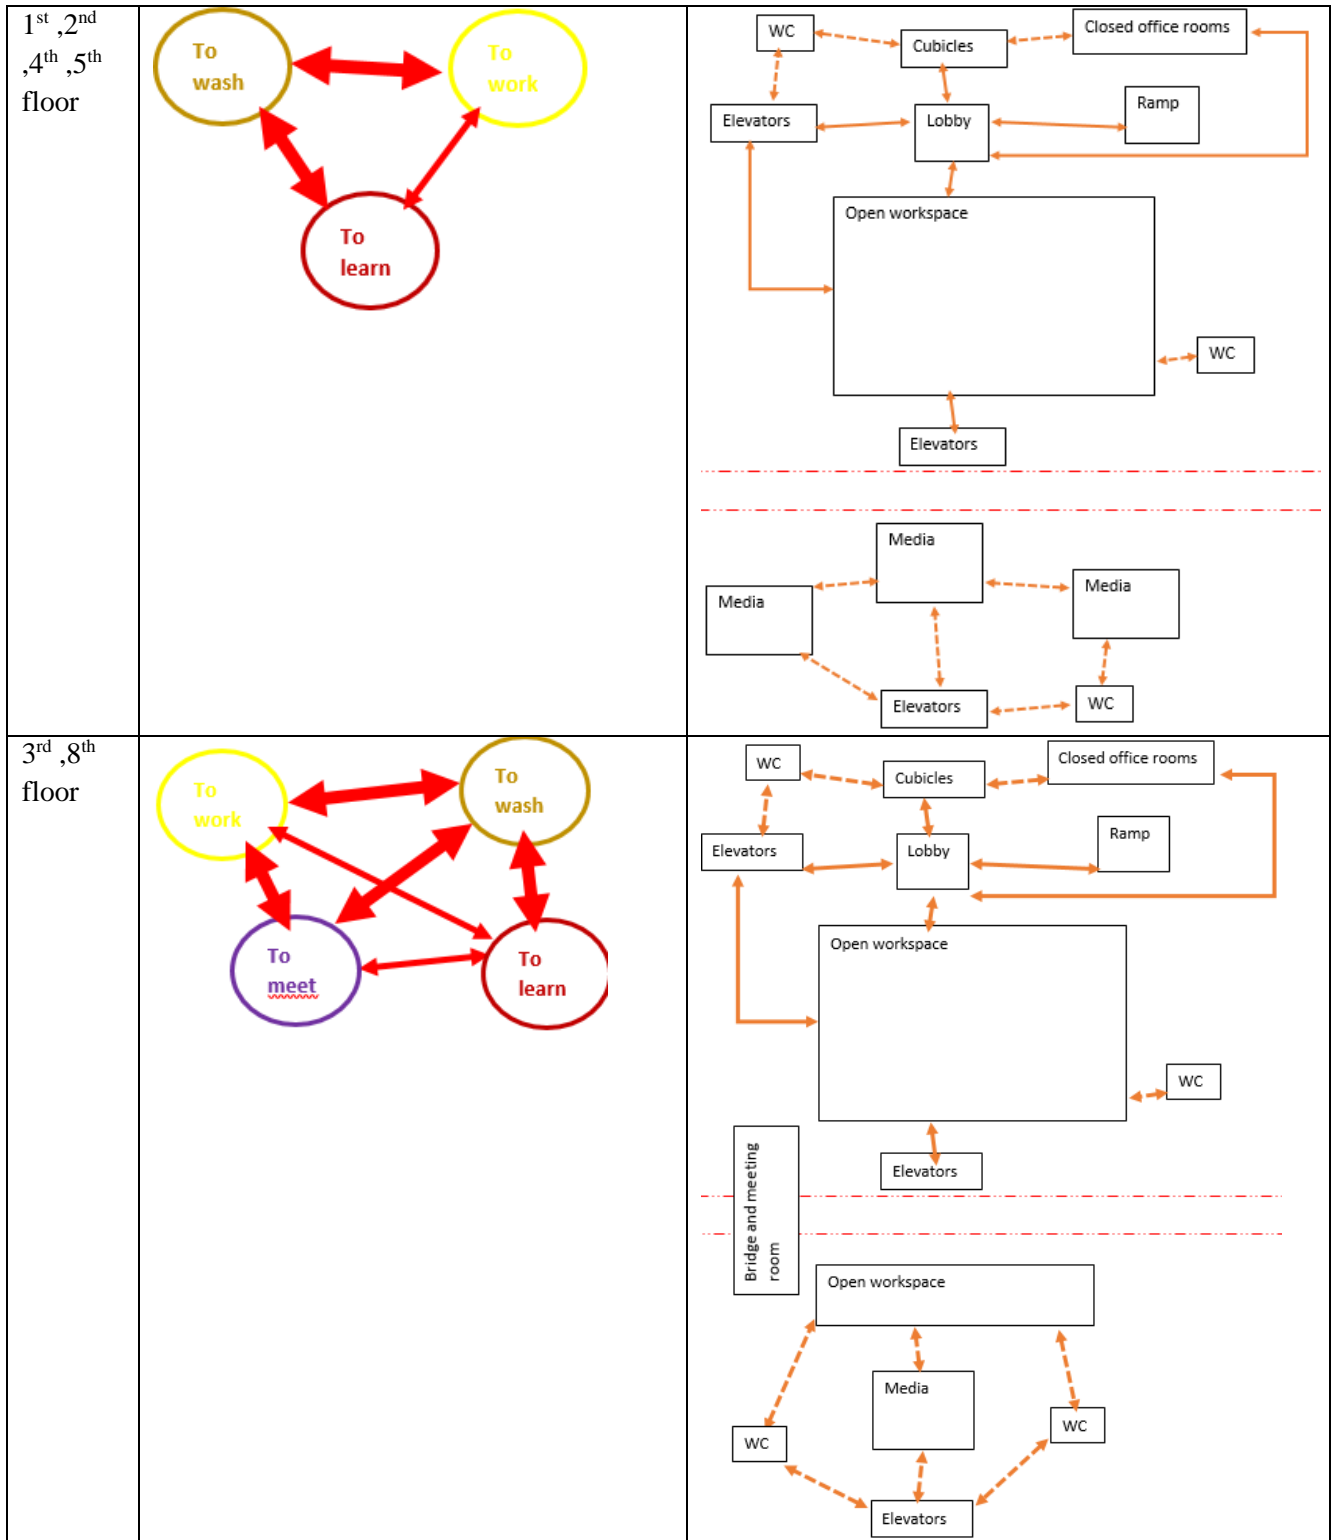 1st ,2nd
,4th ,5th
floor
To
wash
To
work
To
learn
WC
Cubicles
Closed office rooms
Elevators
Lobby
Ramp
Open workspace
WC
Elevators
Media
Media
Media
Elevators
WC
3rd ,8th
floor
To
work
To
wash
To
meet
To
learn
WC
Cubicles
Closed office rooms
Elevators
Lobby
Ramp
Open workspace
WC
Elevators
Bridge and meeting
room
Open workspace
Media
WC
WC
Elevators